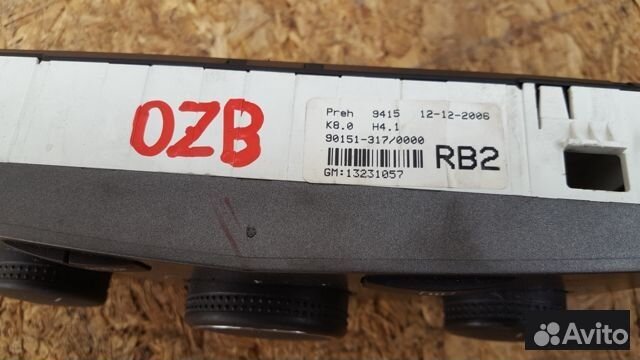 OZB
Preh 9415 12-12-2006
K8.0 H4.1
90151-317/0000
RB2
GM:13231057
Avito